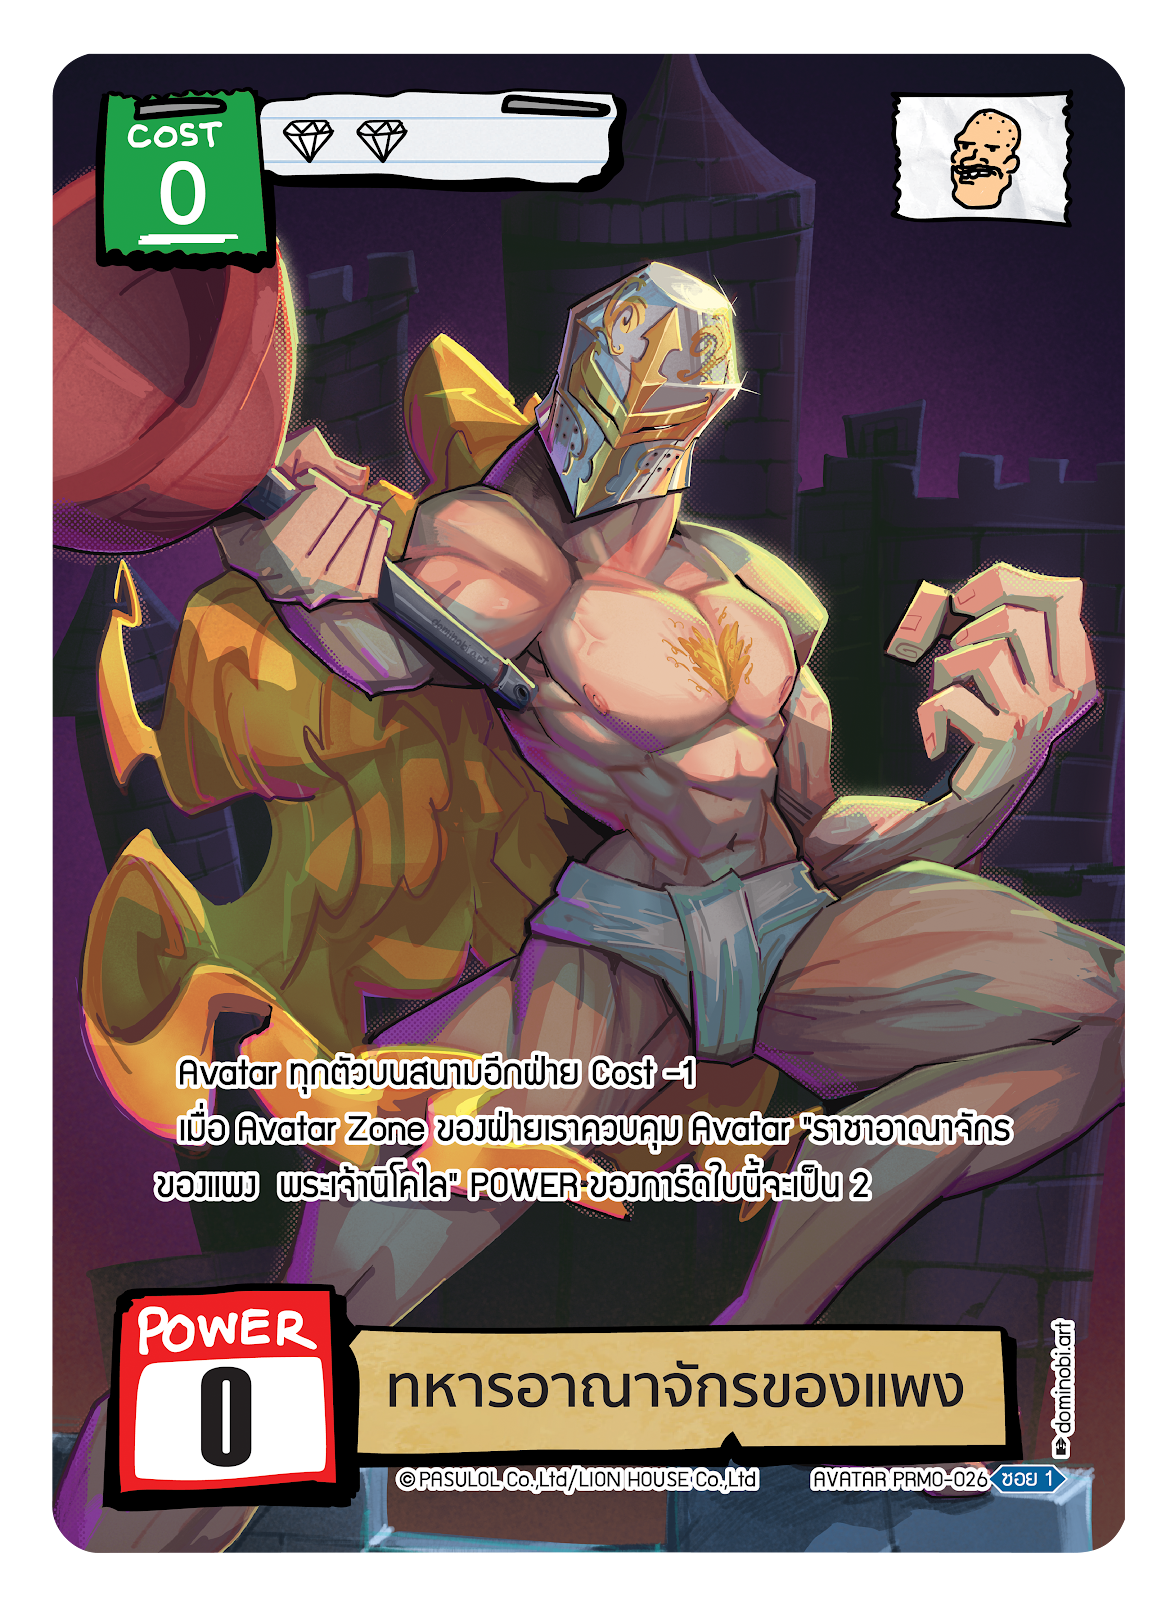 COST
0
Avatar ทุกตัวบนสนามอีกฝ่าย Cost -1
เมื่อ Avatar Zone ของฝ่ายเราควบคุม Avatar "ราชาอาณาจักร
ของแพง พระเจ้านิโคไล" POWER ของการ์ดใบนี้จะเป็น 2
POWER
0
ทหารอาณาจักรของแพง
dominobi.art
© PASULOL Co.,Ltd/LION HOUSE Co.,Ltd
AVATAR PRMO-026 ซอย 1